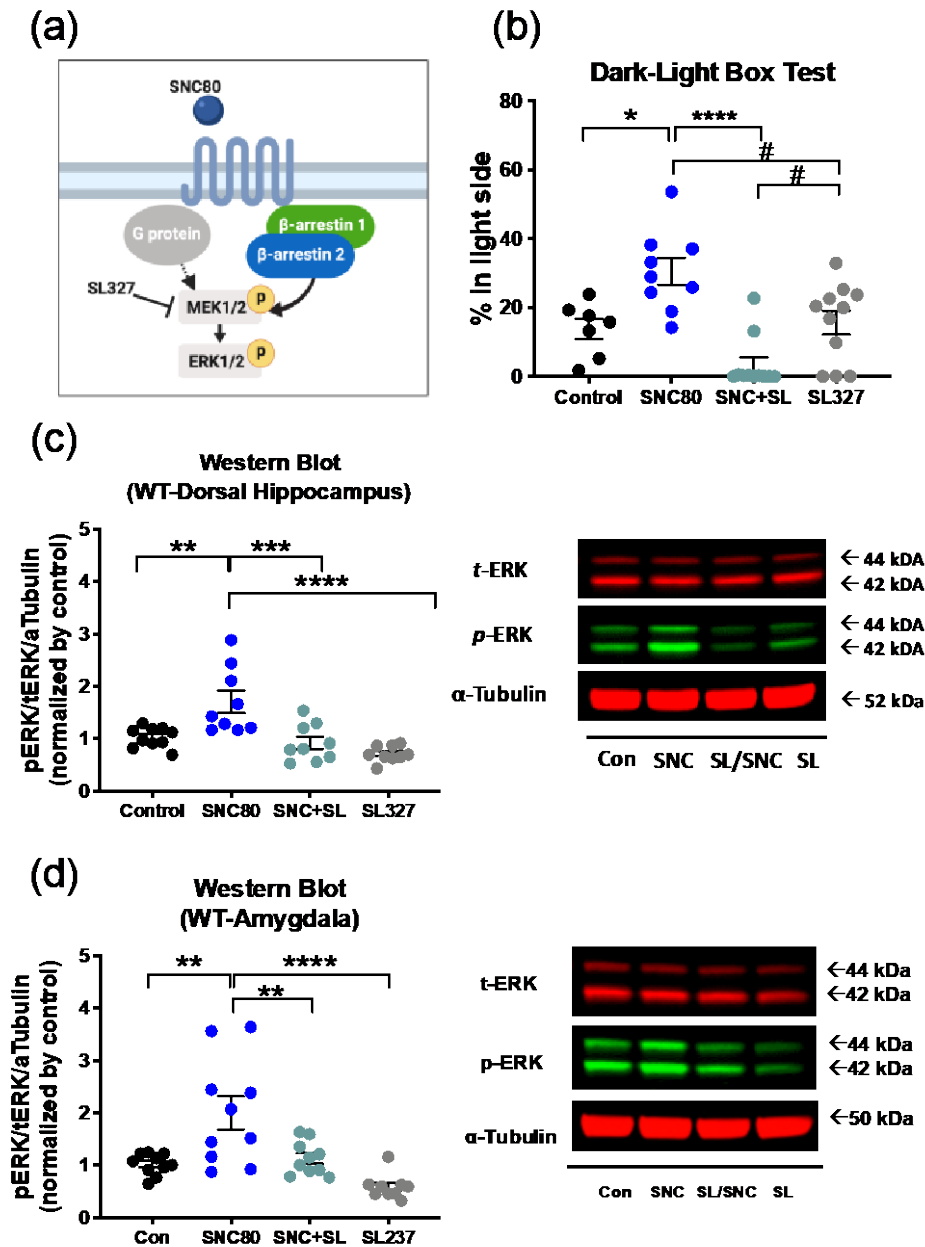 (a)
SNC80
G protein
β-arrestin 1
β-arrestin 2
SL327
MEK1/2
P
ERK1/2
P
(b)
Dark-Light Box Test
% In light side
80
60
40
20
0
*
****
#
#
Control SNC80 SNC+SL SL327
(c)
Western Blot
(WT-Dorsal Hippocampus)
pERK/tERK/aTubulin
(normalized by control)
5
4
3
2
1
0
**
***
****
Control SNC80 SNC+SL SL327
t-ERK
←44 kDA
←42 kDA
p-ERK
←44 kDA
←42 kDA
α-Tubulin
←52 kDa
Con SNC SL/SNC SL
(d)
Western Blot
(WT-Amygdala)
pERK/tERK/aTubulin
(normalized by control)
5
4
3
2
1
0
**
****
**
Con SNC80 SNC+SL SL237
t-ERK
←44 kDa
←42 kDa
p-ERK
←44 kDa
←42 kDa
α-Tubulin
←50 kDa
Con SNC SL/SNC SL